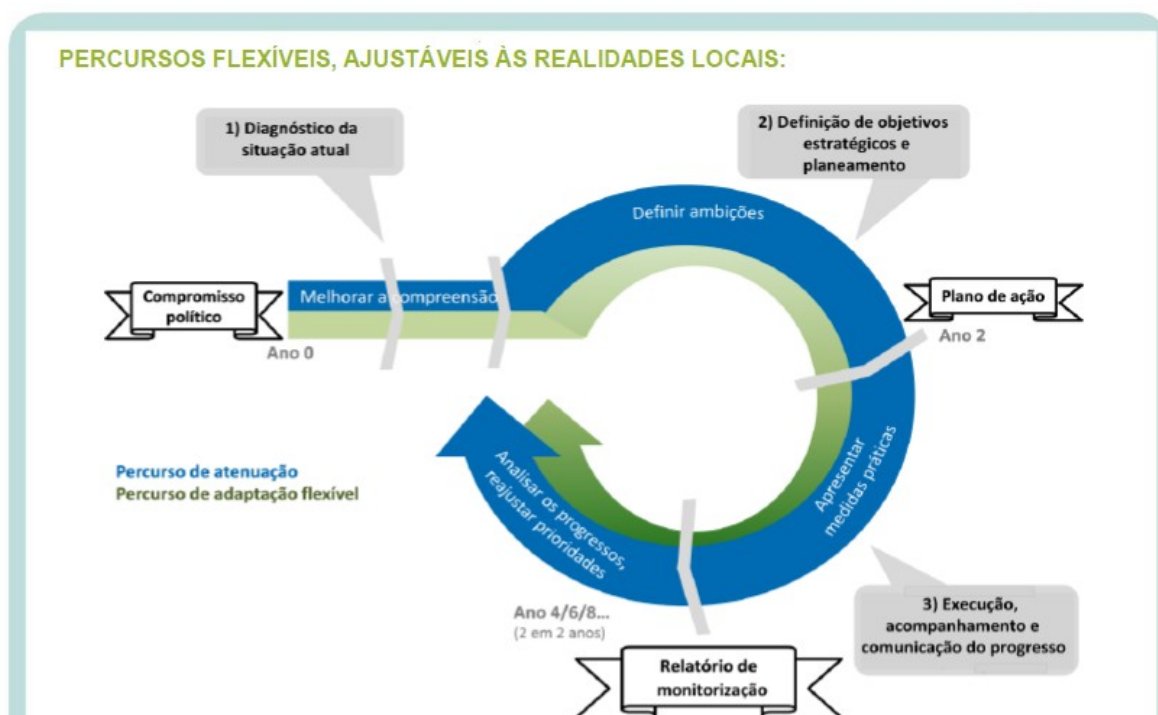 PERCURSOS FLEXÍVEIS, AJUSTÁVEIS ÀS REALIDADES LOCAIS:
1) Diagnóstico da
situação atual
2) Definição de objetivos
estratégicos e
planeamento
Definir ambições
Compromisso
político
Melhorar a compreensão
Plano de ação
Ano 0
Ano 2
Percurso de atenuação
Percurso de adaptação flexível
Apresentar
medidas práticas
Analisar os progressos,
reajustar prioridades
Ano 4/6/8...
(2 em 2 anos)
3) Execução,
acompanhamento e
comunicação do progresso
Relatório de
monitorização